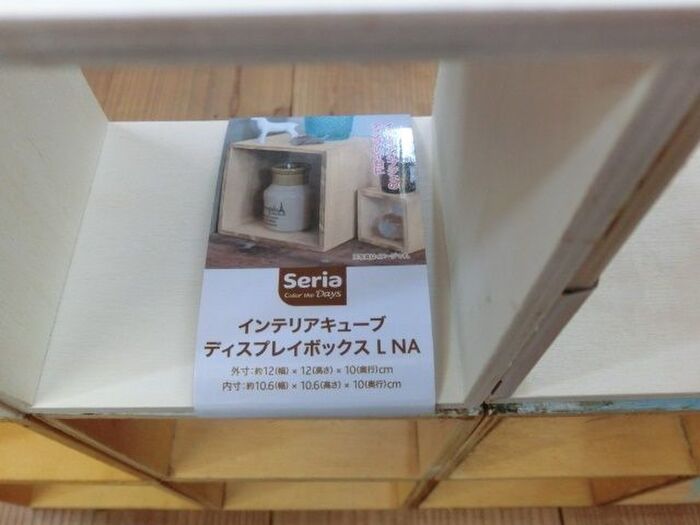 Seria
Color the Days
インテリアキューブ
ディスプレイボックス L NA
外寸:約12(幅) × 12(高さ) × 10(奥行)cm
内寸:約10.6(幅) × 10.6(高さ) × 10(奥行)cm